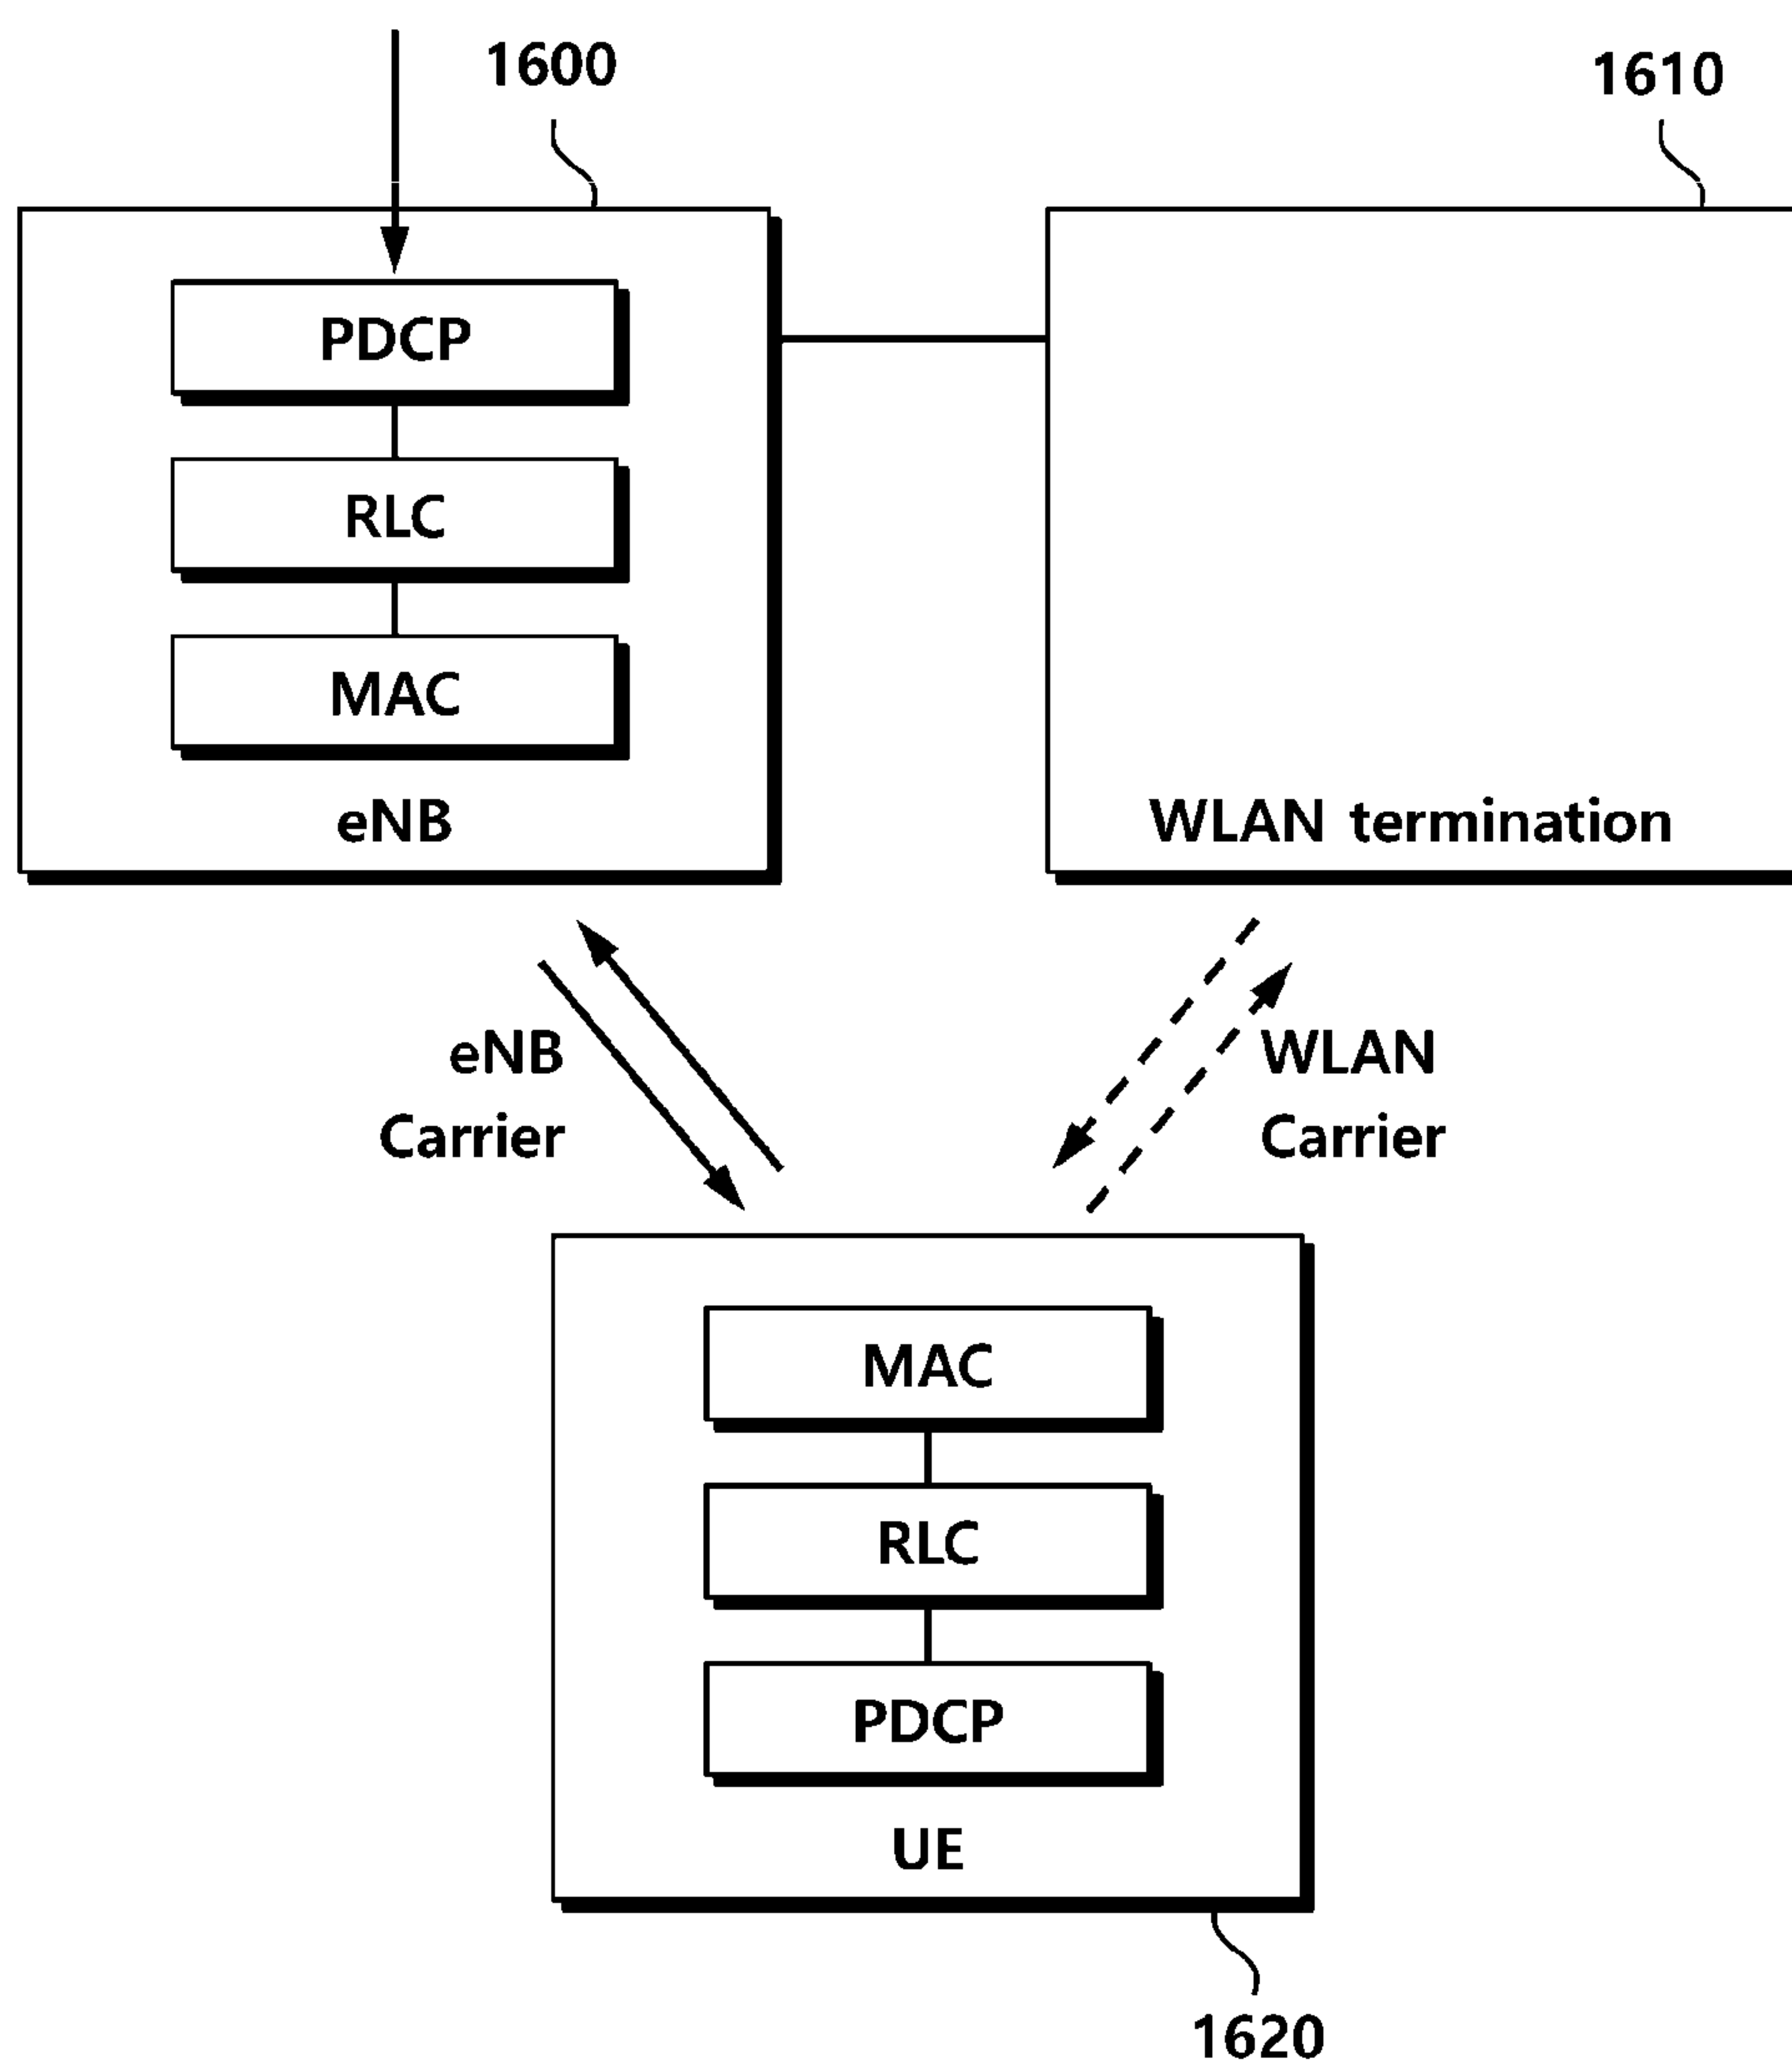 1600
1610
PDCP
RLC
MAC
eNB
WLAN termination
eNB
Carrier
WLAN
Carrier
MAC
RLC
PDCP
UE
1620